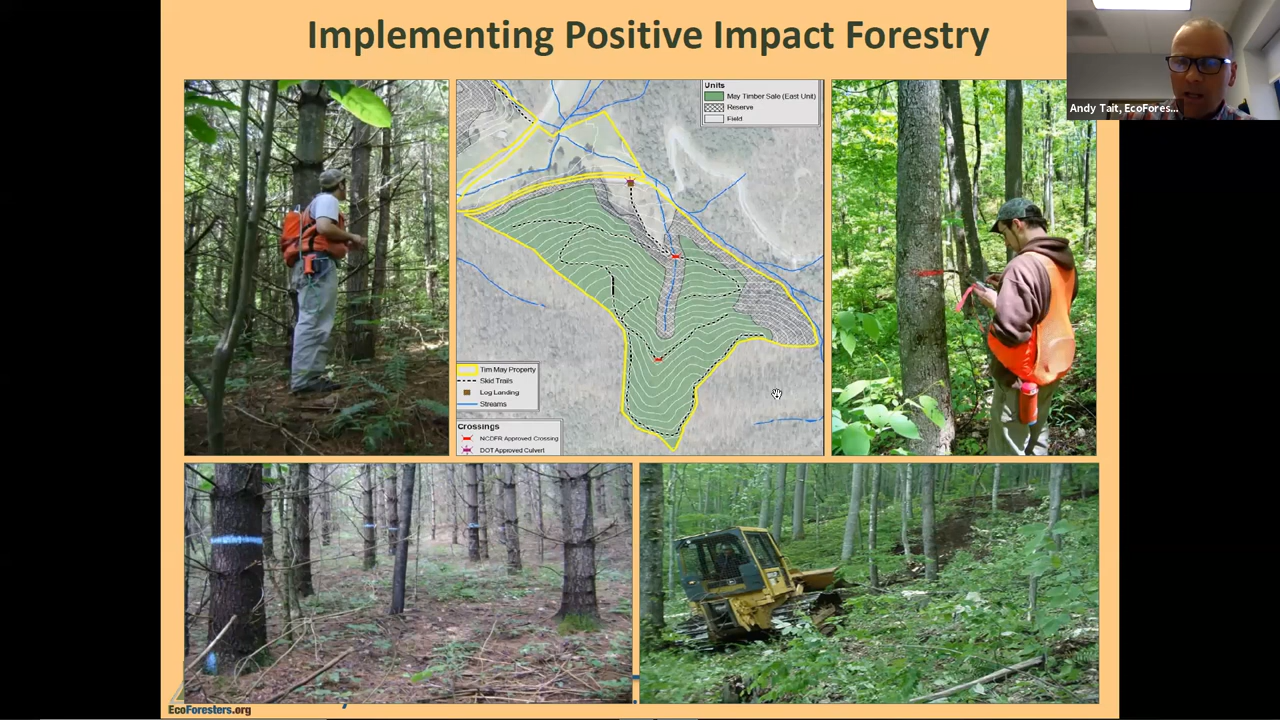 Implementing Positive Impact Forestry
Andy Tait, EcoFores...
Units
May Timber Sale (East Unit)
Reserve
Field
Tim May Property
Skid Trails
Log Landing
Streams
Crossings
NCDFR Approved Crossing
DOT Approved Culvert
EcoForesters.org